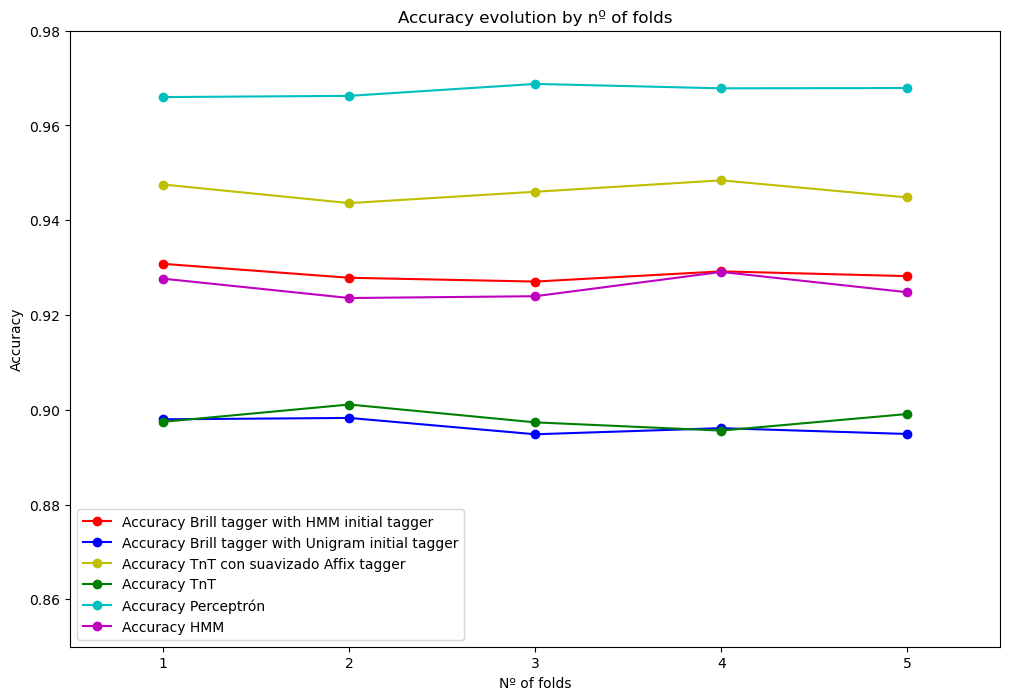 Accuracy evolution by nº of folds
0.98
0.96
0.94
0.92
0.90
0.88
0.86
Accuracy
Accuracy Brill tagger with HMM initial tagger
Accuracy Brill tagger with Unigram initial tagger
Accuracy TnT con suavizado Affix tagger
Accuracy TnT
Accuracy Perceptrón
Accuracy HMM
1 2 3 4 5
Nº of folds